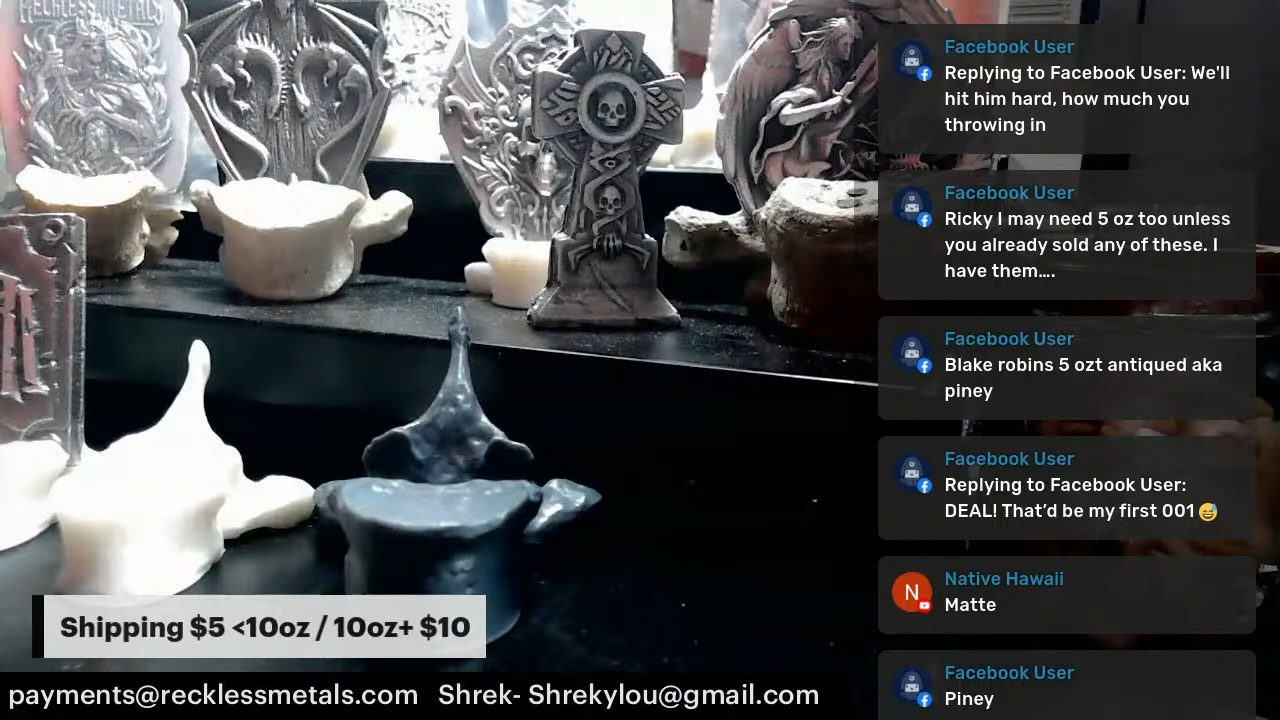 RECKLESS METALS
Facebook User
Replying to Facebook User: We'll
hit him hard, how much you
throwing in
Facebook User
Ricky I may need 5 oz too unless
you already sold any of these. I
have them....
Facebook User
Blake robins 5 ozt antiqued aka
piney
Facebook User
Replying to Facebook User:
DEAL! That’d be my first 001 😅
N
Native Hawaii
Matte
Facebook User
Piney
Shipping $5 <10oz / 10oz+ $10
payments@recklessmetals.com Shrek- Shrekylou@gmail.com